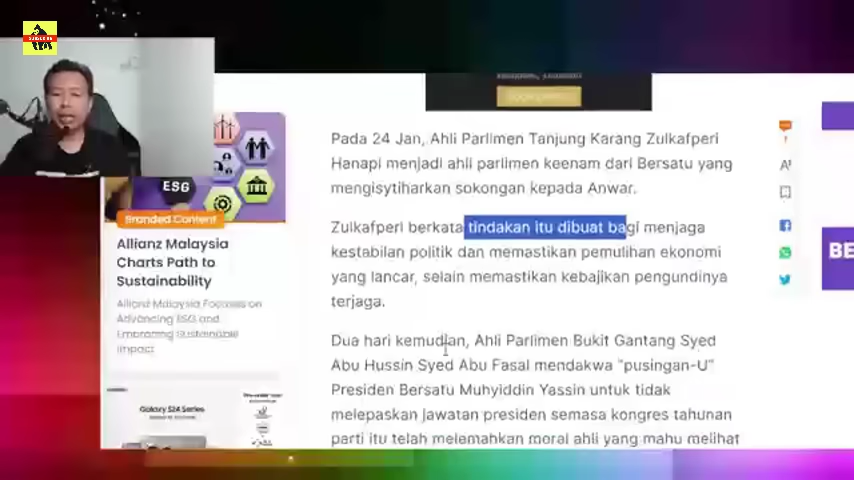 SUBSCRIBE
Pada 24 Jan, Ahli Parlimen Tanjung Karang Zulkafperi
Hanapi menjadi ahli parlimen keenam dari Bersatu yang
mengisytiharkan sokongan kepada Anwar.
Zulkafperi berkata tindakan itu dibuat bagi menjaga
kestabilan politik dan memastikan pemulihan ekonomi
yang lancar, selain memastikan kebajikan pengundinya
terjaga.
Dua hari kemudian, Ahli Parlimen Bukit Gantang Syed
Abu Hussin Syed Abu Fasal mendakwa “pusingan-U”
Presiden Bersatu Muhyiddin Yassin untuk tidak
melepaskan jawatan presiden semasa kongres tahunan
parti itu telah melemahkan moral ahli yang mahu melihat
ESG
Branded Content
Allianz Malaysia
Charts Path to
Sustainability
Allianz Malaysia Focuses on
Advancing ESG and
Embracing Sustainable
Impact
Galaxy S24 Series
BE